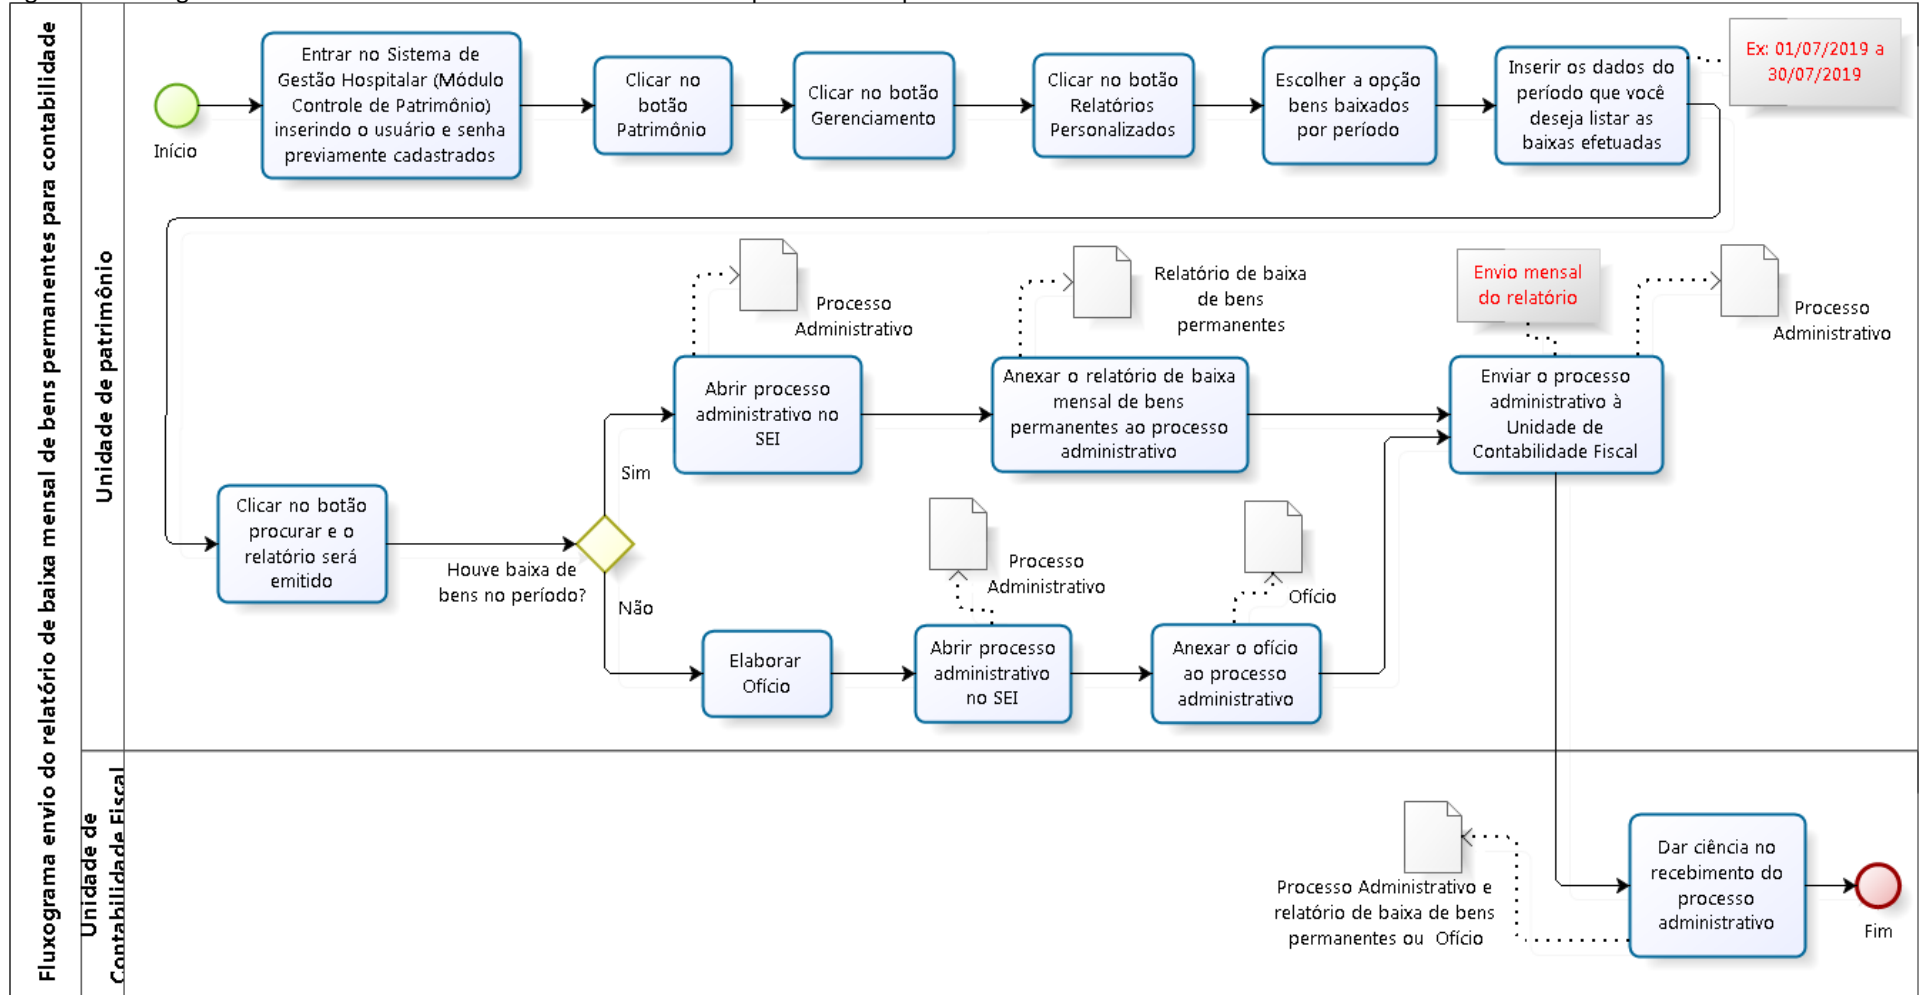 Fluxograma envio do relatório de baixa mensal de bens permanentes para contabilidade
Unidade de patrimônio
Início
Entrar no Sistema de
Gestão Hospitalar (Módulo
Controle de Patrimônio)
inserindo o usuário e senha
previamente cadastrados
Clicar no
botão
Patrimônio
Clicar no botão
Gerenciamento
Clicar no botão
Relatórios
Personalizados
Escolher a opção
bens baixados
por período
Inserir os dados do
período que você
deseja listar as
baixas efetuadas
Ex: 01/07/2019 a
30/07/2019
Clicar no botão
procurar e o
relatório será
emitido
Houve baixa de
bens no período?
Sim
Abrir processo
administrativo no
SEI
Processo
Administrativo
Anexar o relatório de baixa
mensal de bens
permanentes ao processo
administrativo
Relatório de baixa
de bens
permanentes
Envio mensal
do relatório
Enviar o processo
administrativo à
Unidade de
Contabilidade Fiscal
Processo
Administrativo
Não
Elaborar
Ofício
Abrir processo
administrativo
no SEI
Processo
Administrativo
Anexar o ofício
ao processo
administrativo
Ofício
Unidade de
Contabilidade Fiscal
Dar ciência no
recebimento do
processo
administrativo
Processo Administrativo e
relatório de baixa de bens
permanentes ou Ofício
Fim